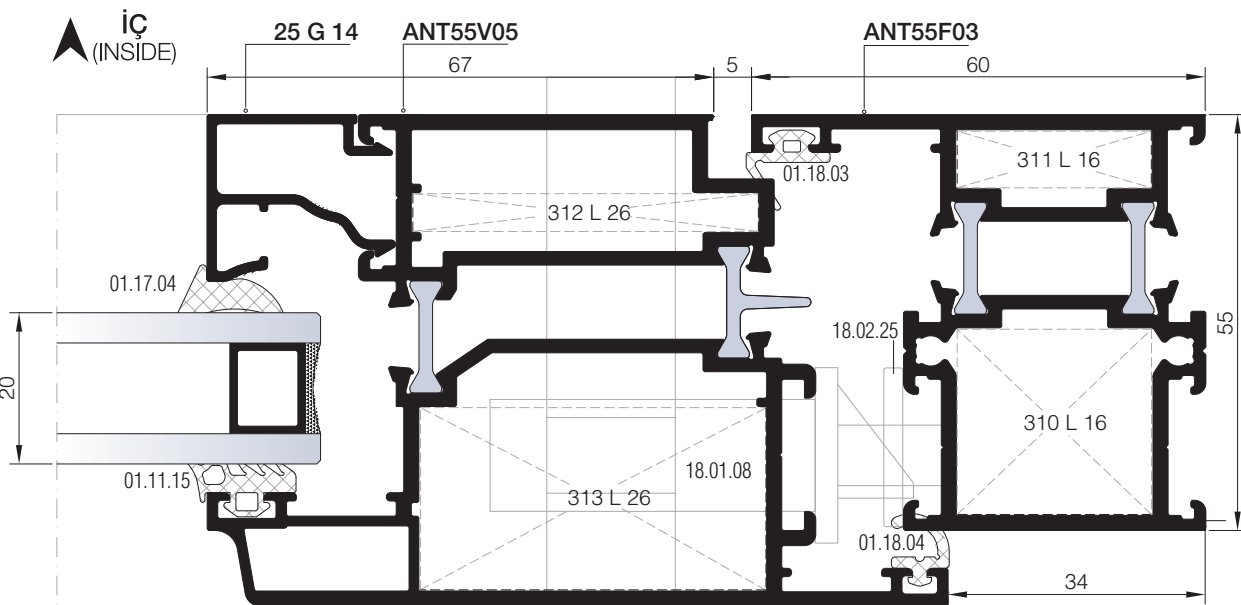 İÇ
(INSIDE)
25 G 14
ANT55V05
ANT55F03
67
5
60
01.18.03
311 L 16
312 L 26
01.17.04
18.02.25
55
20
310 L 16
01.11.15
18.01.08
313 L 26
01.18.04
34